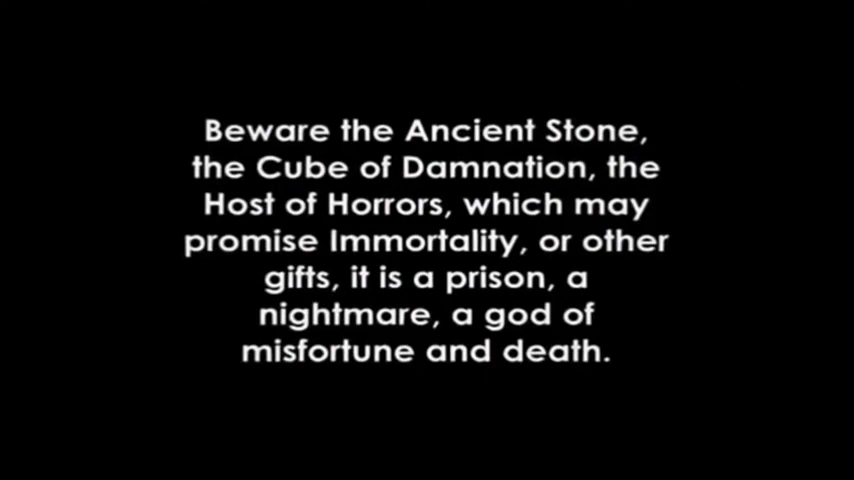 Beware the Ancient Stone,
the Cube of Damnation, the
Host of Horrors, which may
promise Immortality, or other
gifts, it is a prison, a
nightmare, a god of
misfortune and death.